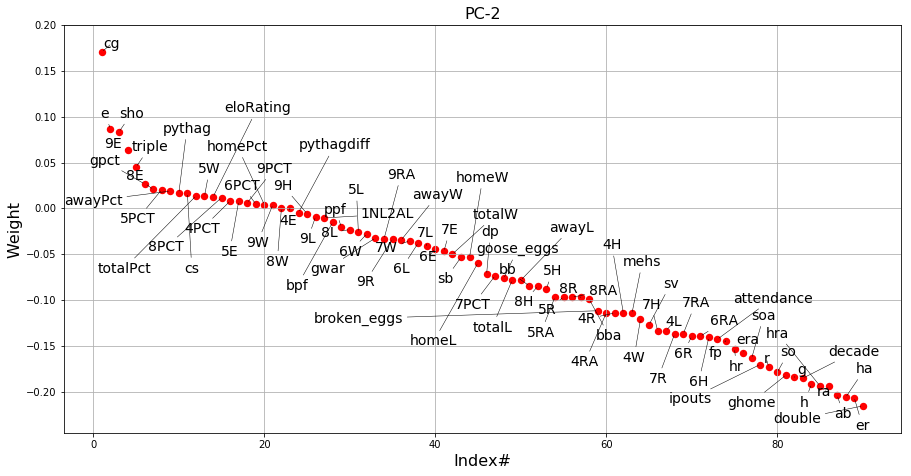 PC-2
Weight
0.20
0.15
0.10
0.05
0.00
−0.05
−0.10
−0.15
−0.20
cg
e
sho
9E
triple
gpct
8E
pythag
eloRating
homePct
pythagdiff
awayPct
5PCT
5W
6PCT
9PCT
9H
8PCT
4PCT
totalPct
cs
5E
9W
4E
8W
9L
bpf
ppf
8L
5L
1NL2AL
9RA
awayW
homeW
gwar
6W
7W
9R
6L
7L
6E
7E
totalW
dp
goose_eggs
awayL
sb
bb
7PCT
homeL
totalL
8H
5H
5R
5RA
8R
8RA
4H
mehs
broken_eggs
4R
bba
4RA
4W
sv
7H
4L
7RA
6RA
attendance
7R
6R
6H
fp
soa
era
hra
hr
ipouts
r
so
decade
ghome
g
h
ra
double
ab
ha
er
0
20
40
60
80
Index#